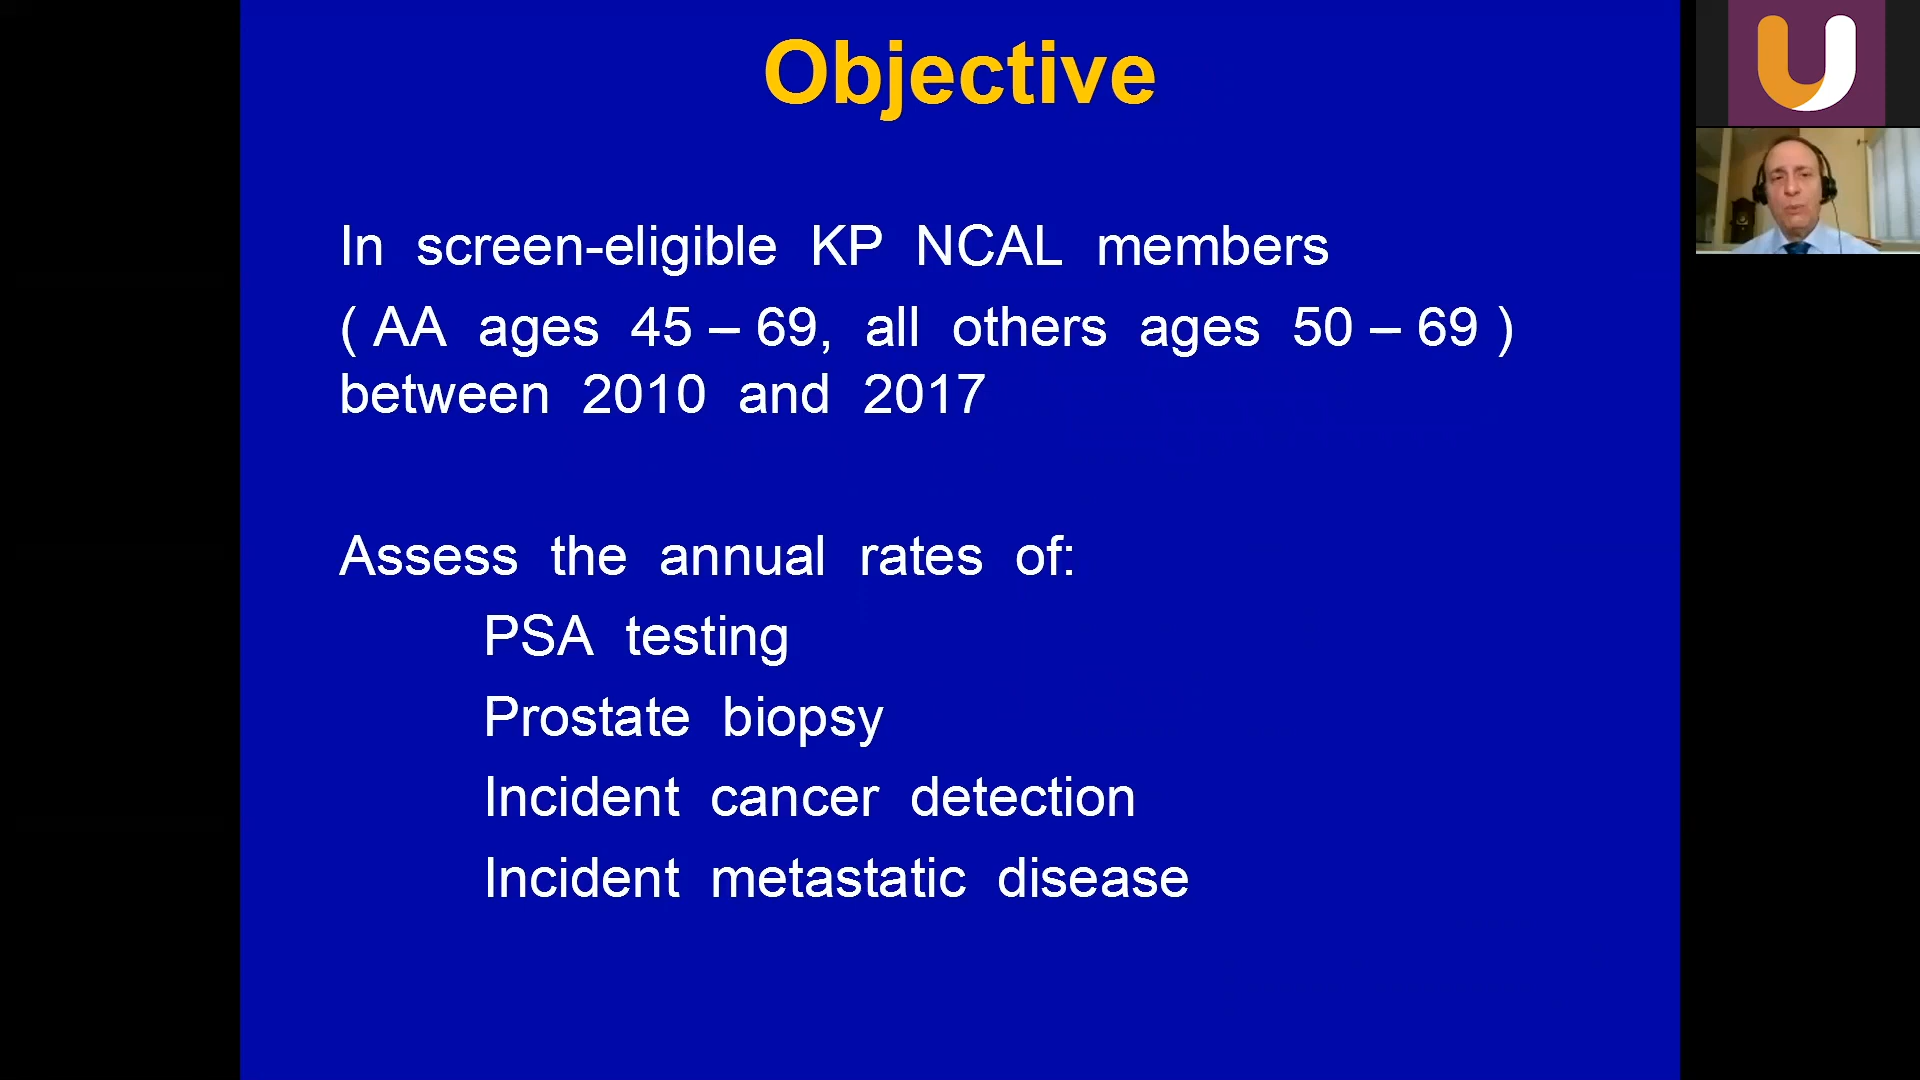 Objective
In screen-eligible KP NCAL members
( AA ages 45 – 69, all others ages 50 – 69 )
between 2010 and 2017
Assess the annual rates of:
PSA testing
Prostate biopsy
Incident cancer detection
Incident metastatic disease